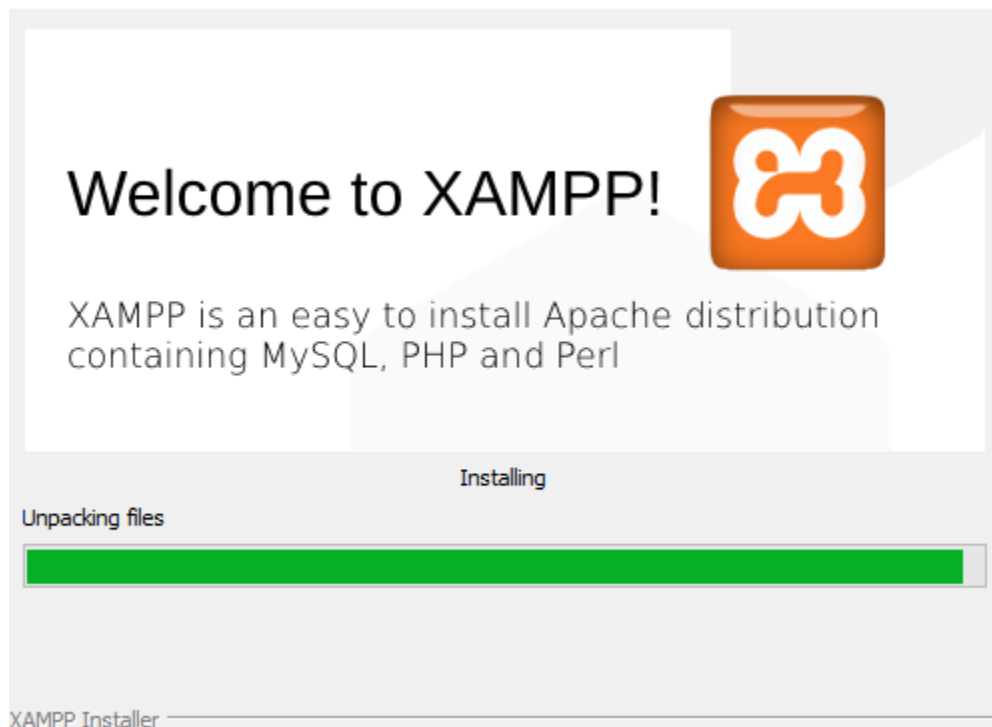 Welcome to XAMPP!
XAMPP is an easy to install Apache distribution
containing MySQL, PHP and Perl
Installing
Unpacking files
XAMPP Installer